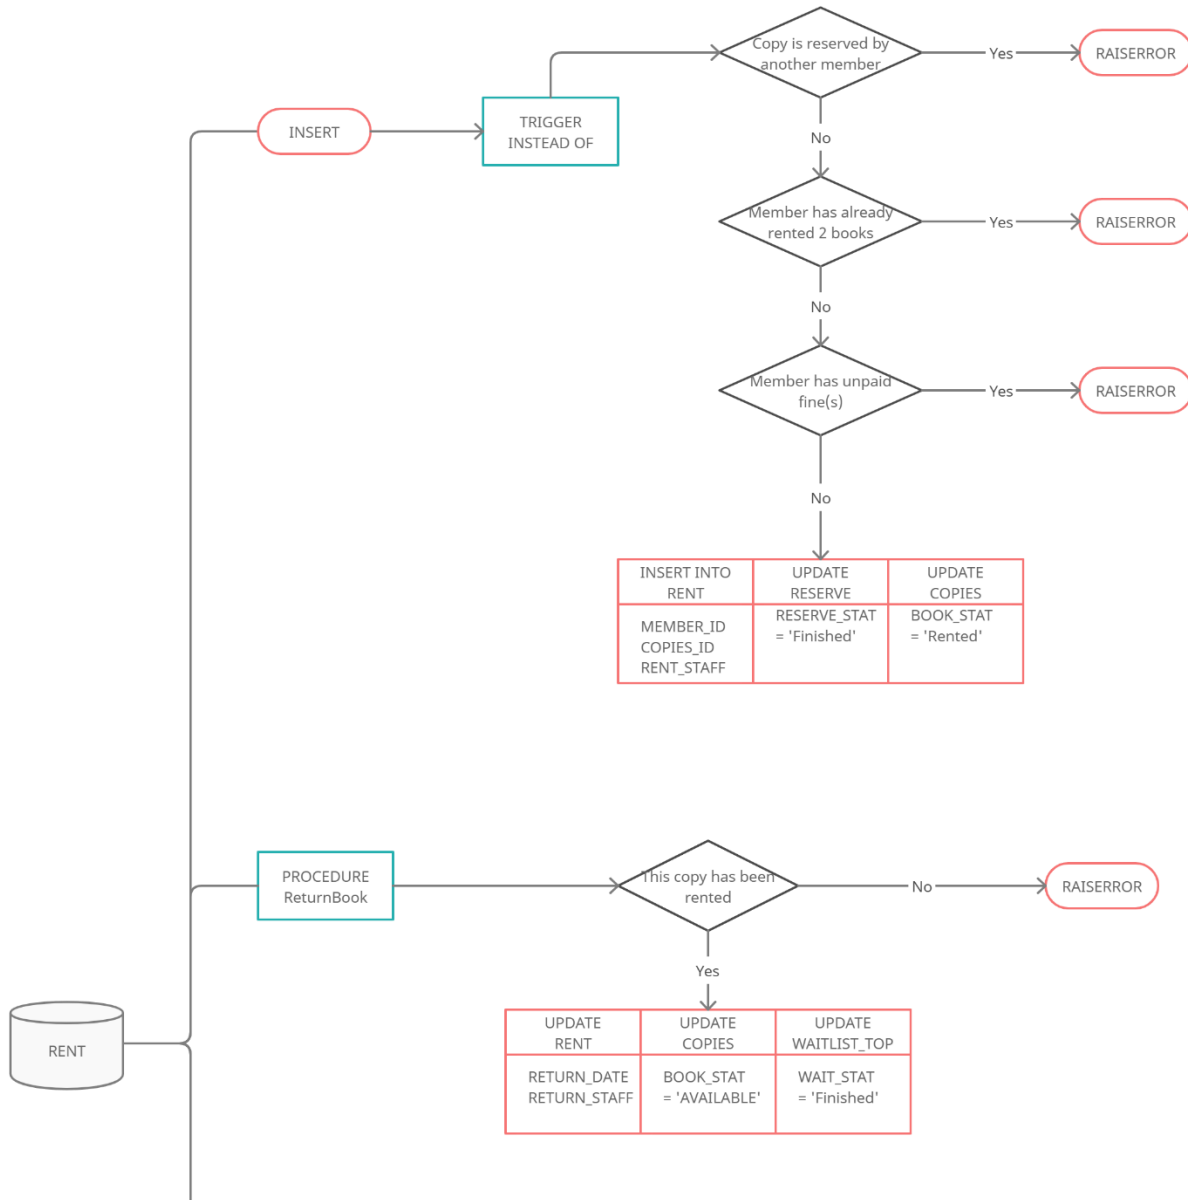 Copy is reserved by
another member
Yes
RAISERROR
INSERT
TRIGGER
INSTEAD OF
No
Member has already
rented 2 books
Yes
RAISERROR
No
Member has unpaid
fine(s)
Yes
RAISERROR
No
INSERT INTO
RENT
UPDATE
RESERVE
UPDATE
COPIES
MEMBER_ID
COPIES_ID
RENT_STAFF
RESERVE_STAT
= 'Finished'
BOOK_STAT
= 'Rented'
PROCEDURE
ReturnBook
This copy has been
rented
No
RAISERROR
Yes
RENT
UPDATE
RENT
UPDATE
COPIES
UPDATE
WAITLIST_TOP
RETURN_DATE
RETURN_STAFF
BOOK_STAT
= 'AVAILABLE'
WAIT_STAT
= 'Finished'